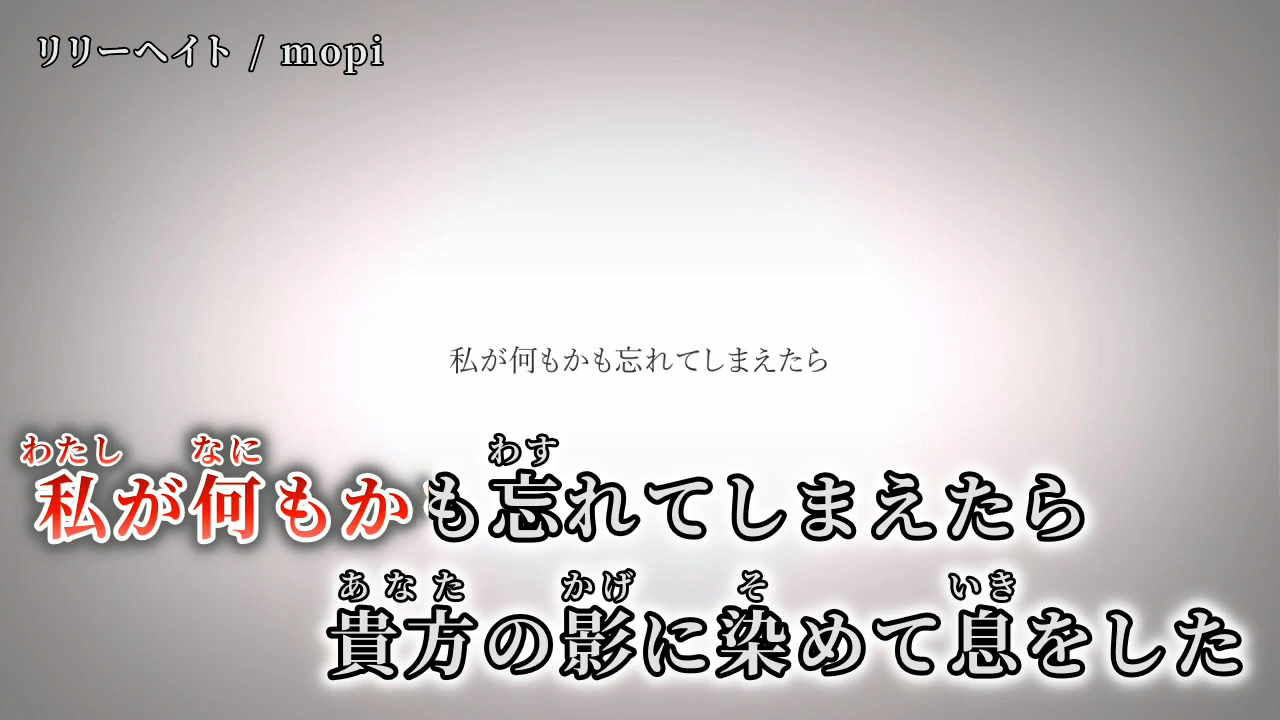 リリーヘイト / mopi
私が何もかも忘れてしまえたら
わたし なに わす
私が何もかも忘れてしまえたら
あなた かげ そ いき
貴方の影に染めて息をした